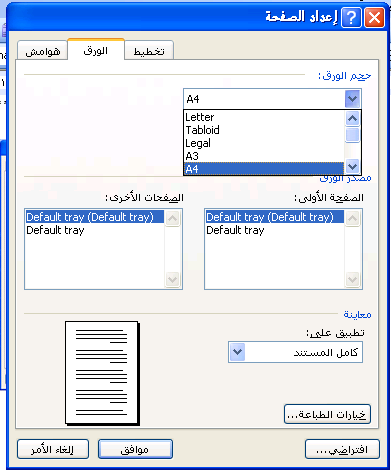 إعداد الصفحة
هوامش
الورق
تخطيط
حجم الورق:
A4
Letter
Tabloid
Legal
A3
A4
مصدر الورق
الصفحة الأولى:
Default tray (Default tray)
Default tray
الصفحات الأخرى:
Default tray (Default tray)
Default tray
معاينة
تطبيق على:
كامل المستند
خيارات الطباعة...
افتراضي...
موافق
إلغاء الأمر